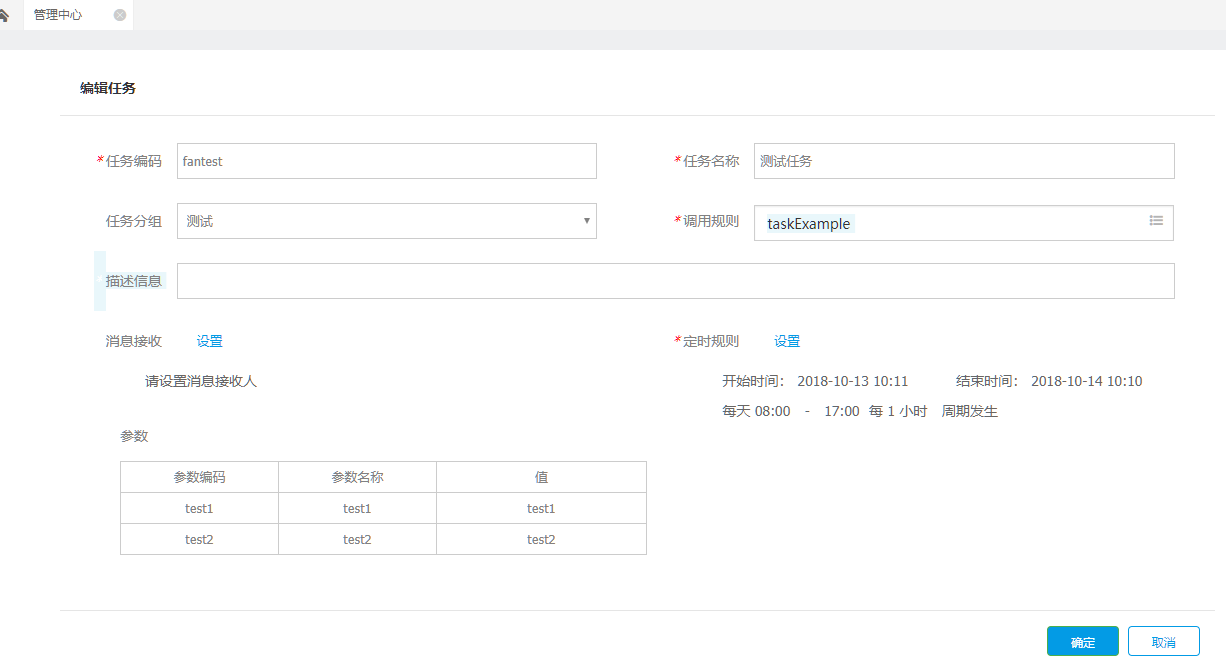 管理中心
编辑任务
*任务编码 fantest *任务名称 测试任务
任务分组 测试 *调用规则 taskExample
描述信息
消息接收 设置 *定时规则 设置
请设置消息接收人 开始时间: 2018-10-13 10:11 结束时间: 2018-10-14 10:10
每天 08:00 - 17:00 每 1 小时 周期发生
参数
参数编码 参数名称 值
test1 test1 test1
test2 test2 test2
确定 取消